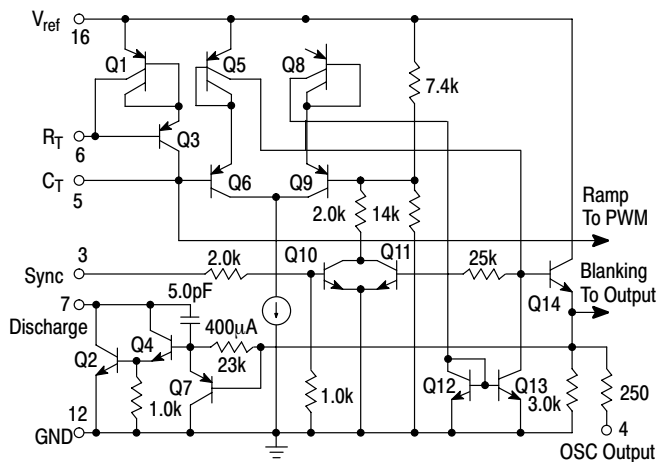 Vref
16
Q1
Q5
Q8
7.4k
RT
6
Q3
CT
5
Q6
Q9
2.0k
14k
Ramp
To PWM
3
Sync
2.0k
Q10
Q11
25k
Q14
Blanking
To Output
7
Discharge
5.0pF
400μA
Q2
Q4
23k
Q7
1.0k
1.0k
Q12
Q13
3.0k
250
12
GND
4
OSC Output